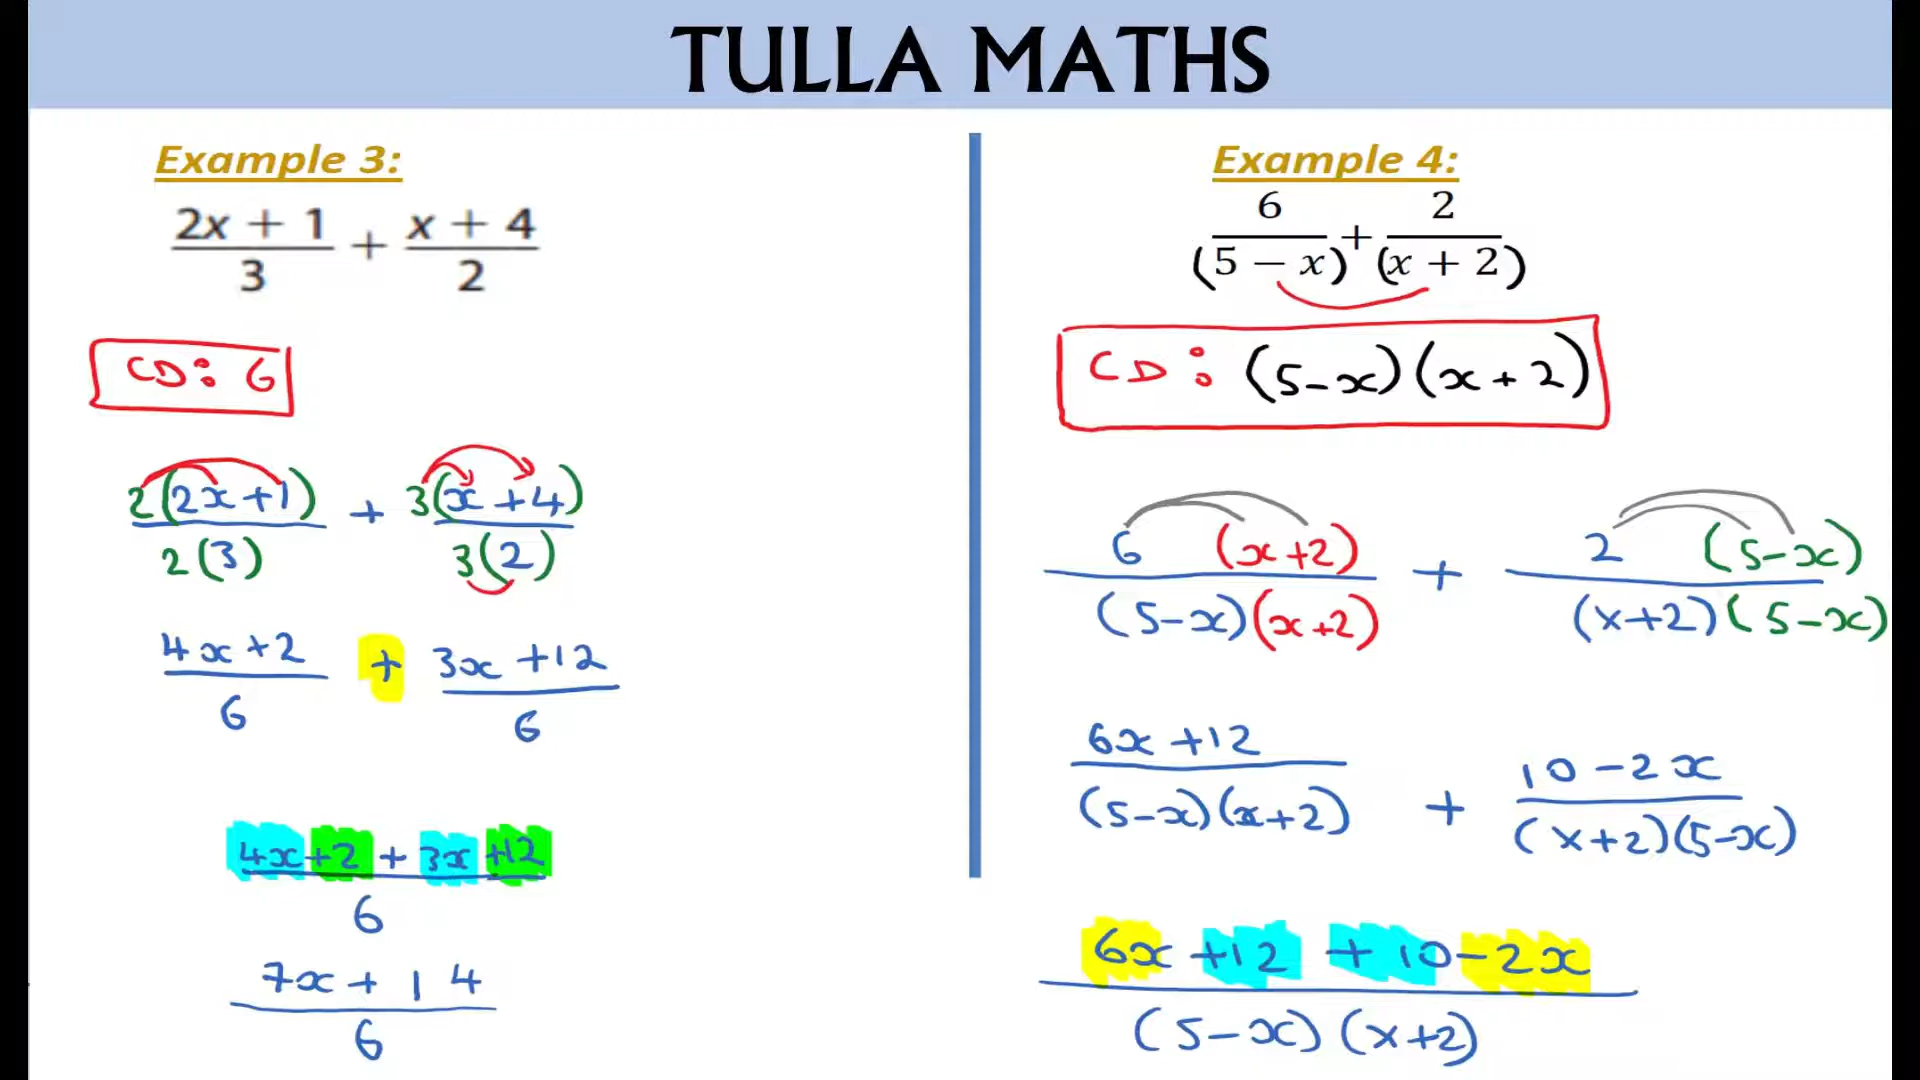 TULLA MATHS
Example 3:
2x + 1 / 3 + x + 4 / 2
CD: 6
2(2x+1) / 2(3) + 3(x+4) / 3(2)
4x+2 / 6 + 3x+12 / 6
4x+2 + 3x+12 / 6
7x + 14 / 6
Example 4:
6 / (5 − x) + 2 / (x + 2)
CD: (5-x)(x+2)
6 (x+2) / (5-x)(x+2) + 2 (5-x) / (x+2)(5-x)
6x+12 / (5-x)(x+2) + 10-2x / (x+2)(5-x)
6x +12 + 10-2x / (5-x)(x+2)